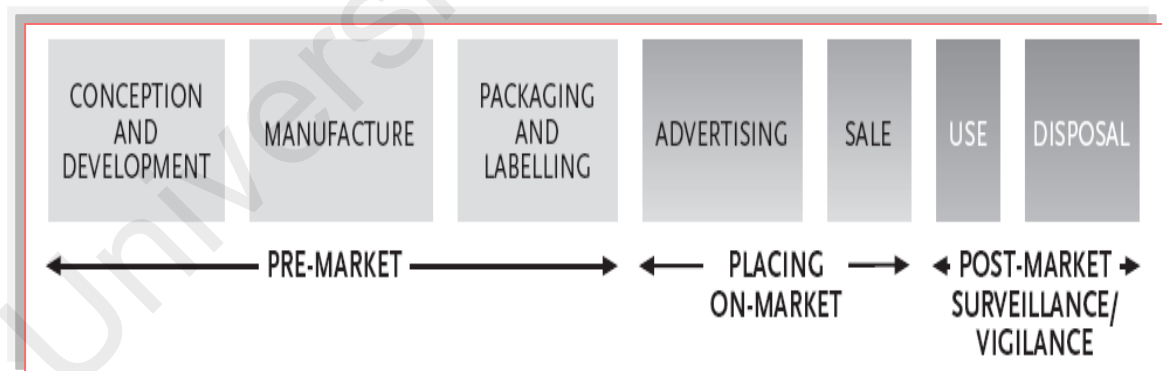 CONCEPTION
AND
DEVELOPMENT
MANUFACTURE
PACKAGING
AND
LABELLING
ADVERTISING
SALE
USE
DISPOSAL
PRE-MARKET
PLACING
ON-MARKET
POST-MARKET
SURVEILLANCE/
VIGILANCE
Universi